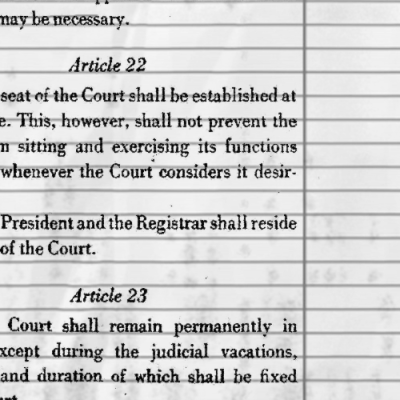 may be necessary.
Article 22
seat of the Court shall be established at
This, however, shall not prevent the
sitting and exercising its functions
whenever the Court considers it desir-
President and the Registrar shall reside
of the Court.
Article 23
Court shall remain permanently in
during the judicial vacations,
and duration of which shall be fixed